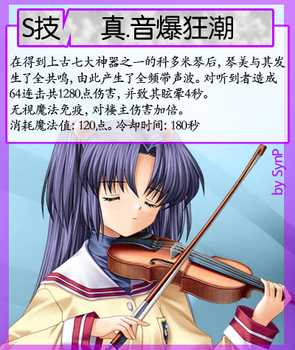 S技 真.音爆狂潮
在得到上古七大神器之一的科多米琴后，琴美与其发
生了全共鸣，由此产生了全频带声波。对听到者造成
64连击共1280点伤害，并致其眩晕4秒。
无视魔法免疫，对楼主伤害加倍。
消耗魔法值：120点。冷却时间：180秒
by SynP